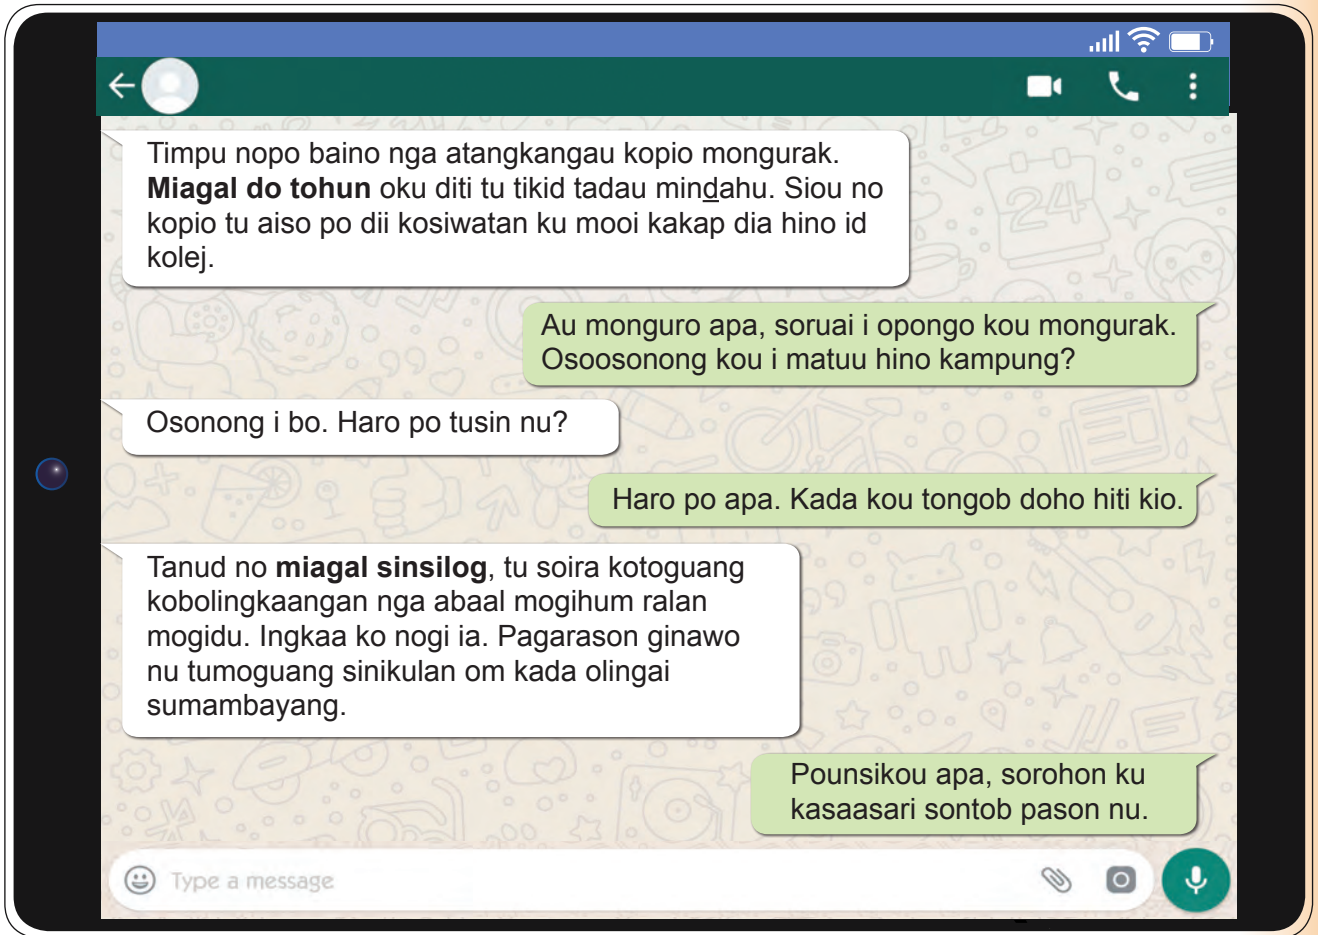 Timpu nopo baino nga atangkangau kopio mongurak.
Miagal do tohun oku diti tu tikid tadau mindahu. Siou no
kopio tu aiso po dii kosiwatan ku mooi kakap dia hino id
kolej.
Au monguro apa, soruai i opongo kou mongurak.
Osoosonong kou i matuu hino kampung?
Osonong i bo. Haro po tusin nu?
Haro po apa. Kada kou tongob doho hiti kio.
Tanud no miagal sinsilog, tu soira kotoguang
kobolingkaangan nga abaal mogihum ralan
mogidu. Ingkaa ko nogi ia. Pagarason ginawo
nu tumoguang sinikulan om kada olingai
sumambayang.
Pounsikou apa, sorohon ku
kasaasari sontob pason nu.
Type a message